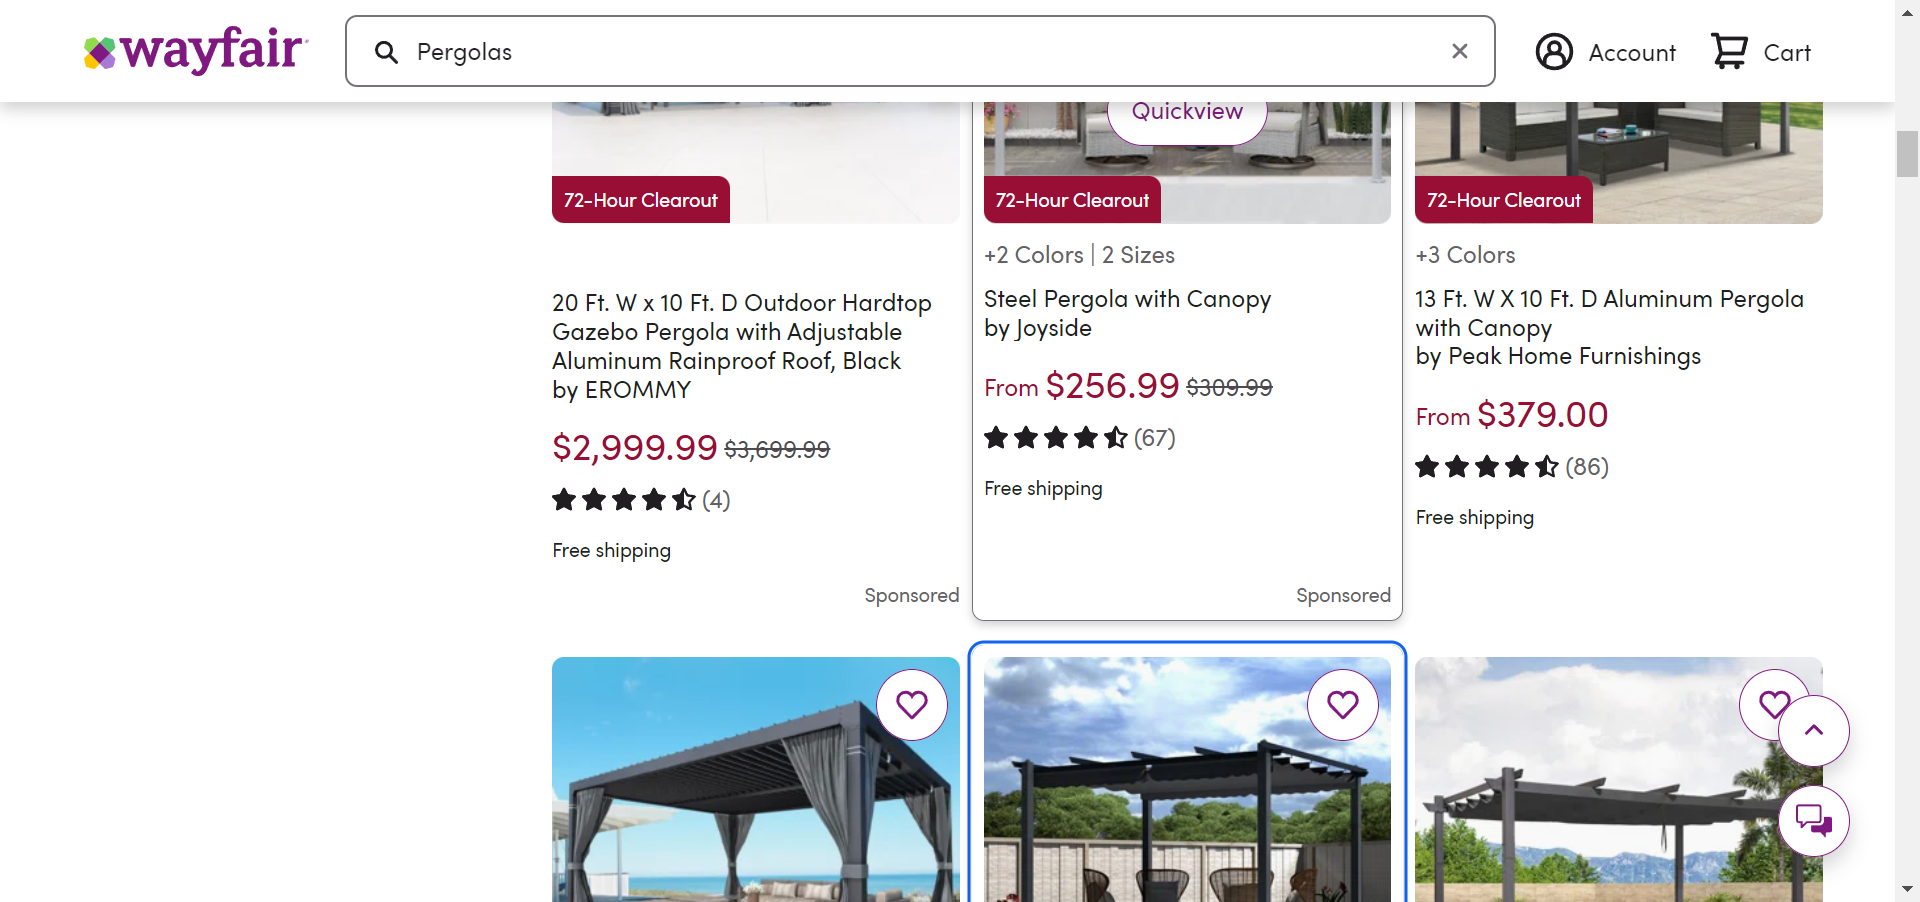 wayfair
Pergolas
Account
Cart
Quickview
72-Hour Clearout
72-Hour Clearout
72-Hour Clearout
20 Ft. W x 10 Ft. D Outdoor Hardtop
Gazebo Pergola with Adjustable
Aluminum Rainproof Roof, Black
by EROMMY
$2,999.99 $3,699.99
(4)
Free shipping
Sponsored
+2 Colors | 2 Sizes
Steel Pergola with Canopy
by Joyside
From $256.99 $309.99
(67)
Free shipping
Sponsored
+3 Colors
13 Ft. W X 10 Ft. D Aluminum Pergola
with Canopy
by Peak Home Furnishings
From $379.00
(86)
Free shipping